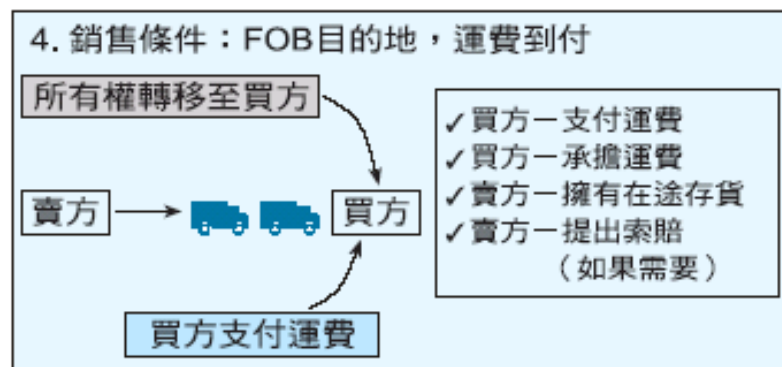 4. 銷售條件：FOB目的地，運費到付
所有權轉移至買方
賣方
買方
買方支付運費
✓買方－支付運費
✓買方－承擔運費
✓賣方－擁有在途存貨
✓賣方－提出索賠
（如果需要）